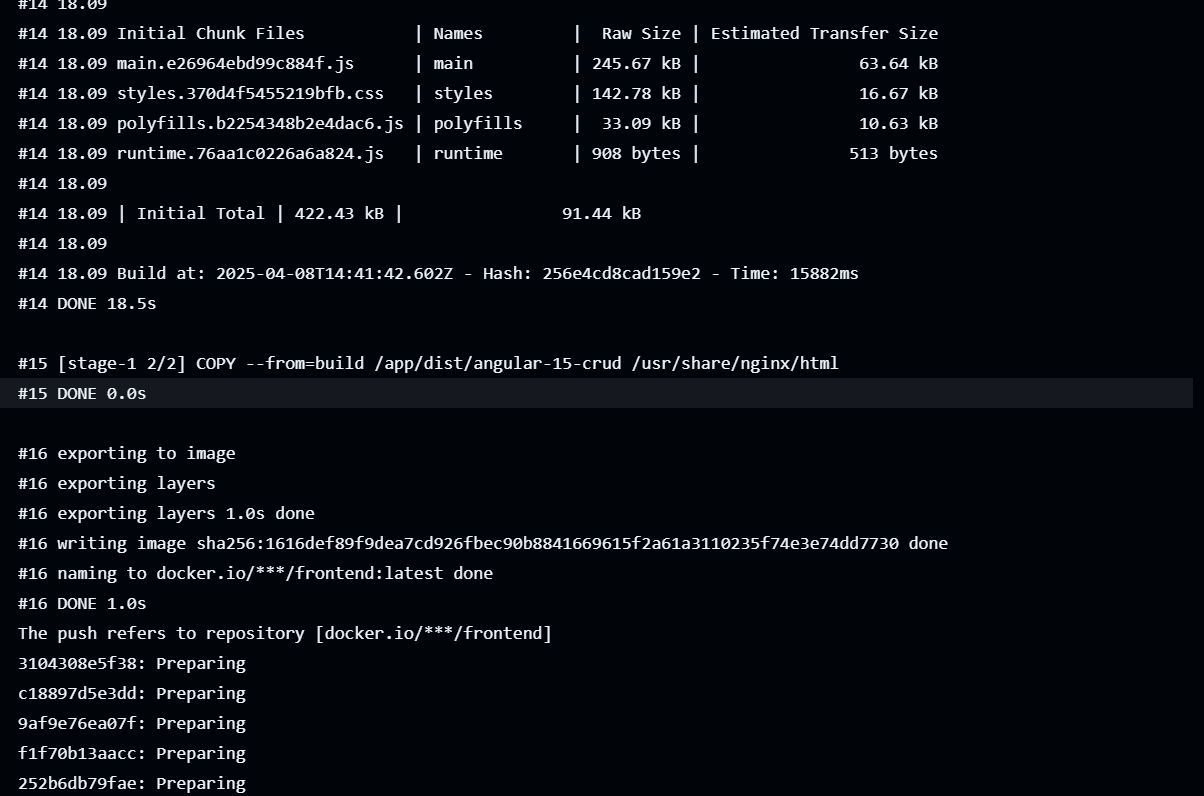 #14 18.09
#14 18.09 Initial Chunk Files           | Names         |  Raw Size | Estimated Transfer Size
#14 18.09 main.e26964ebd99c884f.js      | main          | 245.67 kB |                63.64 kB
#14 18.09 styles.370d4f5455219bfb.css   | styles        | 142.78 kB |                16.67 kB
#14 18.09 polyfills.b2254348b2e4dac6.js | polyfills     |  33.09 kB |                10.63 kB
#14 18.09 runtime.76aa1c0226a6a824.js   | runtime       | 908 bytes |               513 bytes
#14 18.09
#14 18.09 | Initial Total | 422.43 kB |                91.44 kB
#14 18.09
#14 18.09 Build at: 2025-04-08T14:41:42.602Z - Hash: 256e4cd8cad159e2 - Time: 15882ms
#14 DONE 18.5s
#15 [stage-1 2/2] COPY --from=build /app/dist/angular-15-crud /usr/share/nginx/html
#15 DONE 0.0s
#16 exporting to image
#16 exporting layers
#16 exporting layers 1.0s done
#16 writing image sha256:1616def89f9dea7cd926fbec90b8841669615f2a61a3110235f74e3e74dd7730 done
#16 naming to docker.io/***/frontend:latest done
#16 DONE 1.0s
The push refers to repository [docker.io/***/frontend]
3104308e5f38: Preparing
c18897d5e3dd: Preparing
9af9e76ea07f: Preparing
f1f70b13aacc: Preparing
252b6db79fae: Preparing